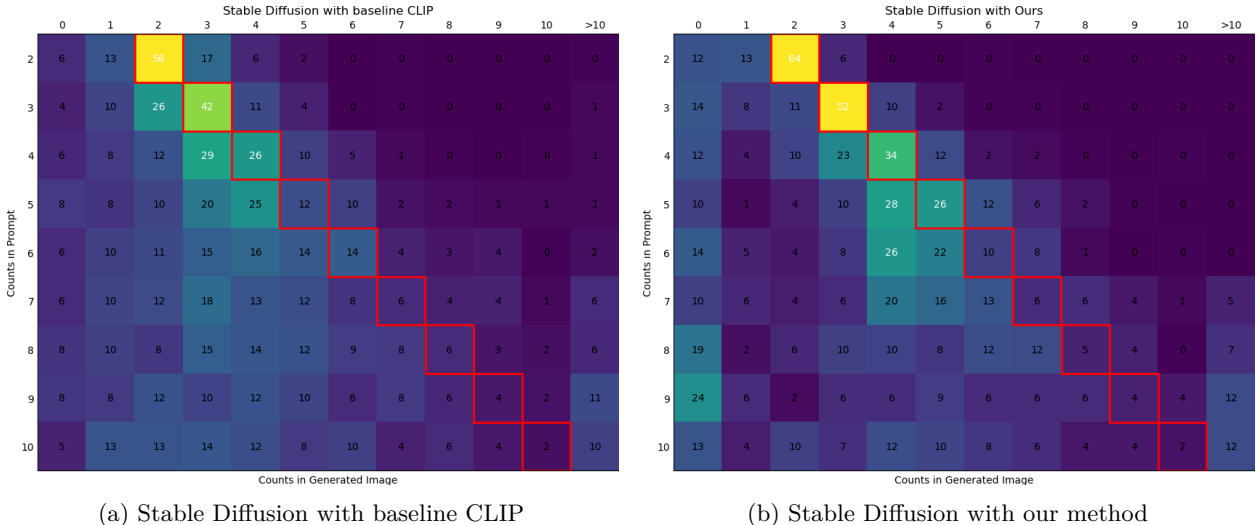 Stable Diffusion with baseline CLIP
0 1 2 3 4 5 6 7 8 9 10 >10
2 6 13 56 17 6 2 0 0 0 0 0 0
3 4 10 26 42 11 4 0 0 0 0 0 1
4 6 8 12 29 26 10 5 1 0 0 0 1
5 8 8 10 20 25 12 10 2 2 1 1 1
6 6 10 11 15 16 14 14 4 3 4 0 2
7 6 10 12 18 13 12 8 6 4 4 1 6
8 8 10 8 15 14 12 9 8 6 3 2 6
9 8 8 12 10 12 10 6 8 6 4 2 11
10 5 13 13 14 12 8 10 4 6 4 2 10
Counts in Prompt
Counts in Generated Image
(a) Stable Diffusion with baseline CLIP
Stable Diffusion with Ours
0 1 2 3 4 5 6 7 8 9 10 >10
2 12 13 64 6 0 0 0 0 0 0 0 0
3 14 8 11 52 10 2 0 0 0 0 0 0
4 12 4 10 23 34 12 2 2 0 0 0 0
5 10 1 4 10 28 26 12 6 2 0 0 0
6 14 5 4 8 26 22 10 8 1 0 0 0
7 10 6 4 6 20 16 13 6 6 4 1 5
8 19 2 6 10 10 8 12 12 5 4 0 7
9 24 6 2 6 6 9 6 6 6 4 4 12
10 13 4 10 7 12 10 8 6 4 4 2 12
Counts in Prompt
Counts in Generated Image
(b) Stable Diffusion with our method